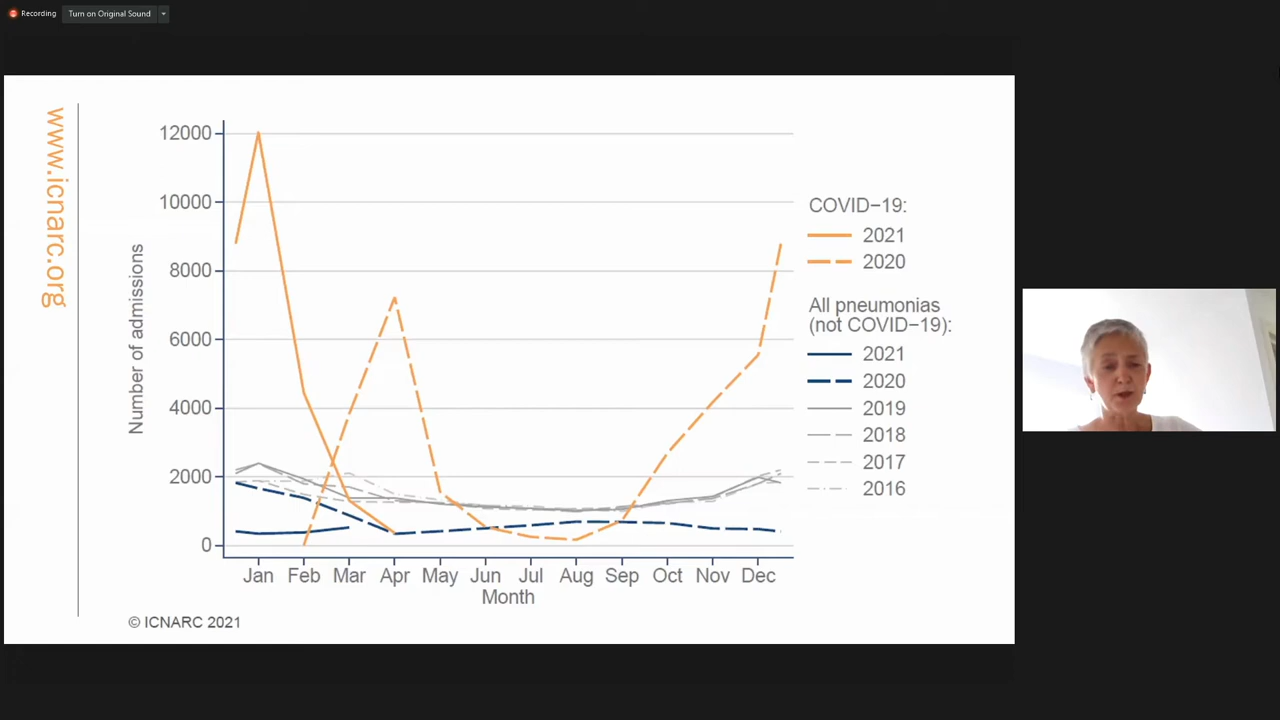 Recording
Turn on Original Sound
www.icnarc.org
12000
10000
8000
6000
4000
2000
0
Number of admissions
Jan Feb Mar Apr May Jun Jul Aug Sep Oct Nov Dec
Month
COVID−19:
2021
2020
All pneumonias
(not COVID−19):
2021
2020
2019
2018
2017
2016
© ICNARC 2021